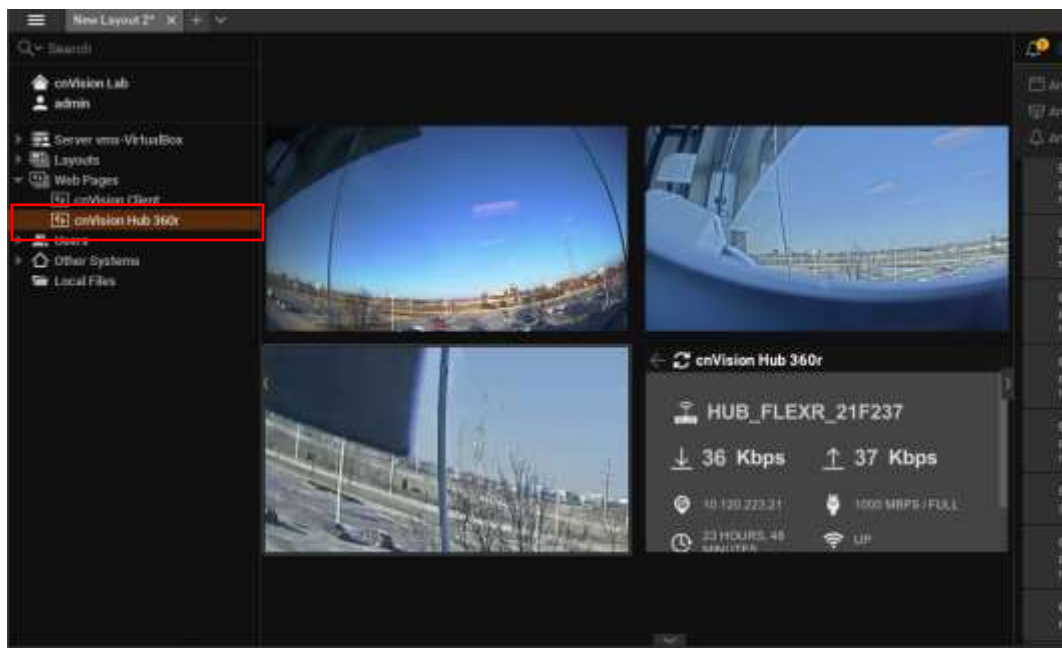 New Layout 2*
Search
cnVision Lab
admin
Server vms-VirtualBox
Layouts
Web Pages
cnVision Client
cnVision Hub 360r
Users
Other Systems
Local Files
cnVision Hub 360r
HUB_FLEXR_21F237
36 Kbps
37 Kbps
10.120.223.21
1000 MBPS / FULL
23 HOURS, 48
MINUTES
UP